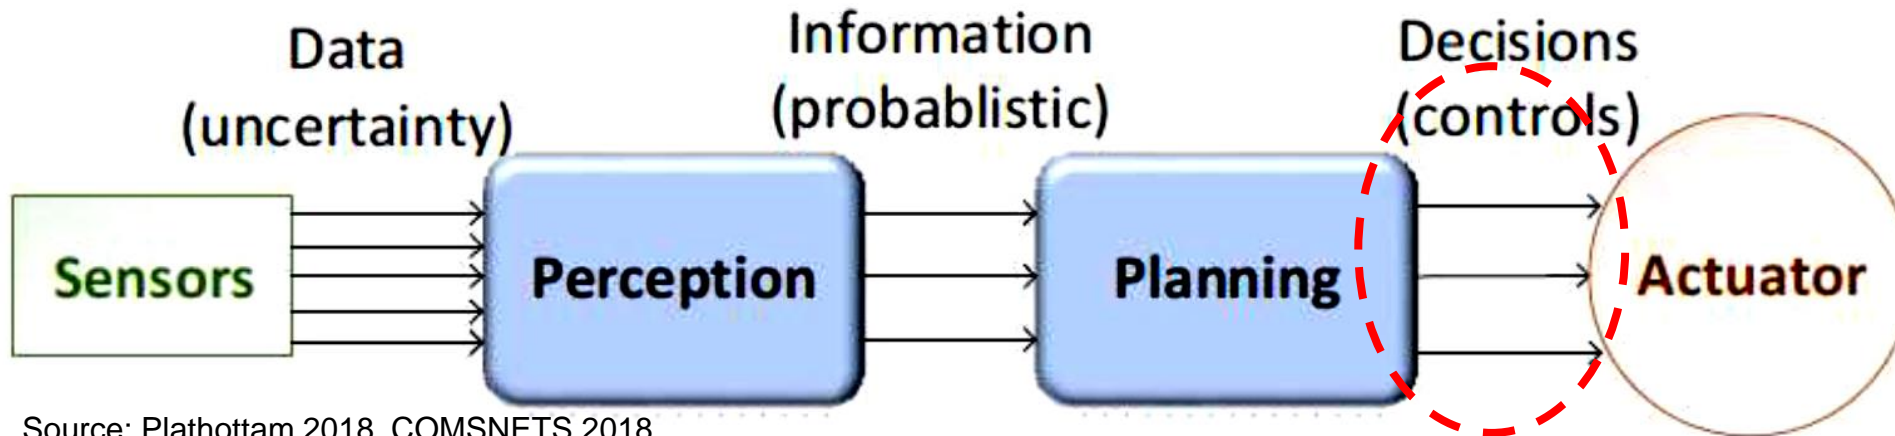 Data
(uncertainty)
Information
(probablistic)
Decisions
(controls)
Sensors
Perception
Planning
Actuator
Source: Plathottam 2018, COMSNETS 2018